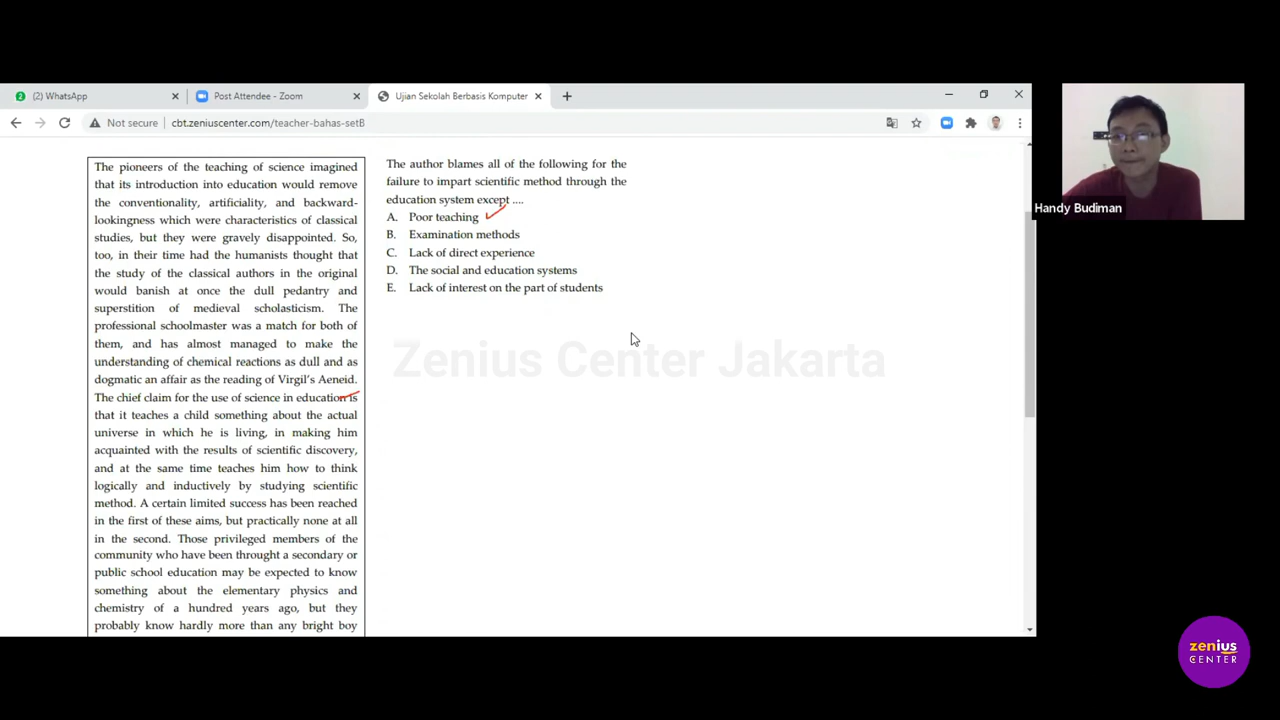 (2) WhatsApp
Post Attendee - Zoom
Ujian Sekolah Berbasis Komputer
Not secure
cbt.zeniuscenter.com/teacher-bahas-setB
The pioneers of the teaching of science imagined
that its introduction into education would remove
the conventionality, artificiality, and backward-
lookingness which were characteristics of classical
studies, but they were gravely disappointed. So,
too, in their time had the humanists thought that
the study of the classical authors in the original
would banish at once the dull pedantry and
superstition of medieval scholasticism. The
professional schoolmaster was a match for both of
them, and has almost managed to make the
understanding of chemical reactions as dull and as
dogmatic an affair as the reading of Virgil's Aeneid.
The chief claim for the use of science in education is
that it teaches a child something about the actual
universe in which he is living, in making him
acquainted with the results of scientific discovery,
and at the same time teaches him how to think
logically and inductively by studying scientific
method. A certain limited success has been reached
in the first of these aims, but practically none at all
in the second. Those privileged members of the
community who have been throught a secondary or
public school education may be expected to know
something about the elementary physics and
chemistry of a hundred years ago, but they
probably know hardly more than any bright boy
The author blames all of the following for the
failure to impart scientific method through the
education system except ....
A. Poor teaching
B. Examination methods
C. Lack of direct experience
D. The social and education systems
E. Lack of interest on the part of students
Zenius Center Jakarta
Handy Budiman
zenius
CENTER